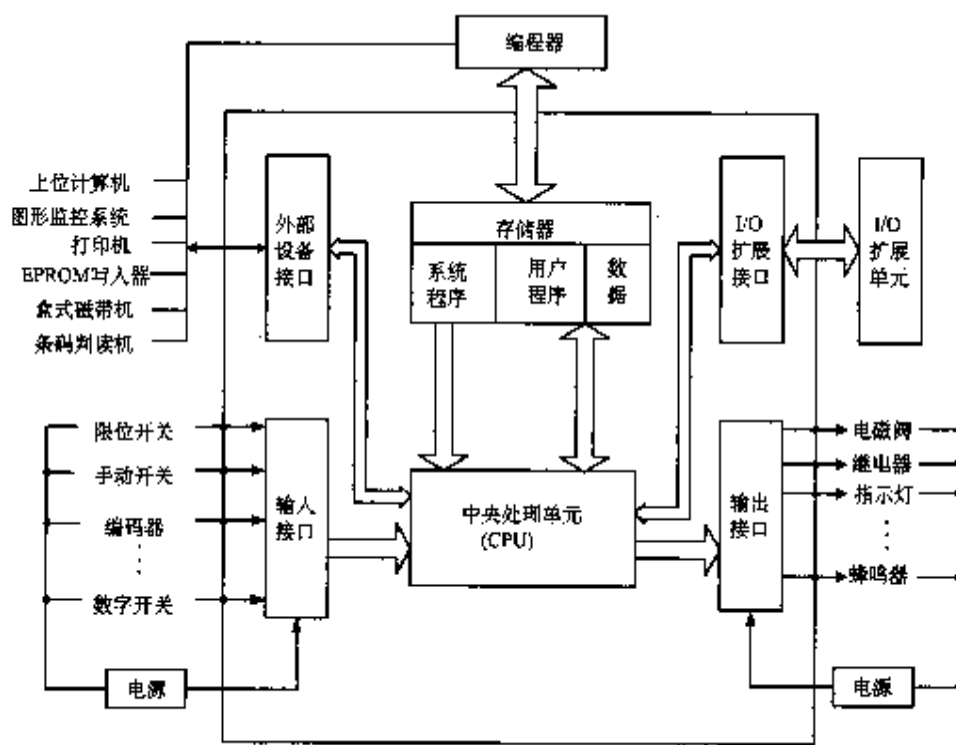 编程器
上位计算机
图形监控系统
打印机
EPROM写入器
盒式磁带机
条码判读机
外部
设备
接口
存储器
系统
程序
用户
程序
数
据
I/O
扩展
接口
I/O
扩展
单元
限位开关
手动开关
编码器
数字开关
输人
接口
中央处理单元
(CPU)
输出
接口
电磁阀
继电器
指示灯
蜂鸣器
电源
电源